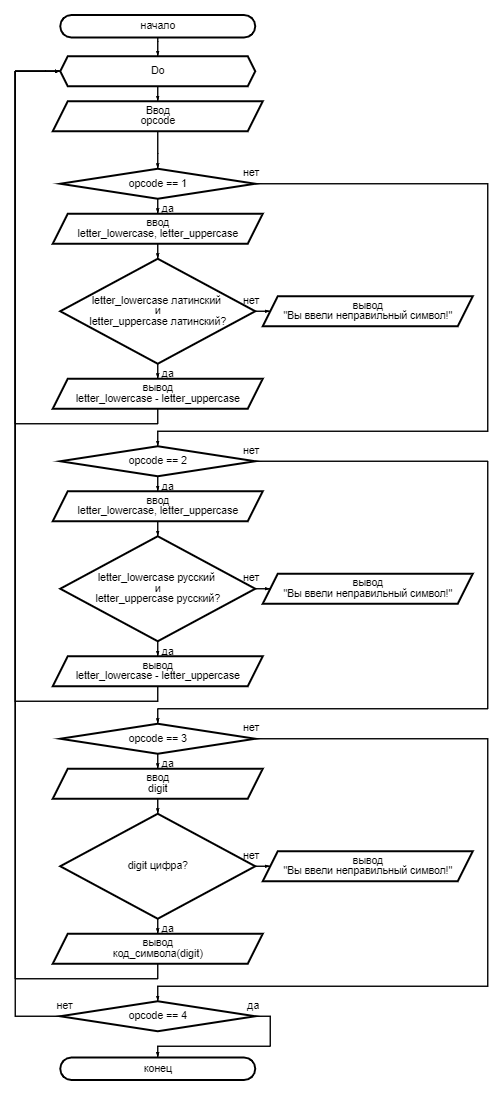 начало
Do
Ввод
opcode
opcode == 1
нет
да
ввод
letter_lowercase, letter_uppercase
letter_lowercase латинский
и
letter_uppercase латинский?
нет
вывод
"Вы ввели неправильный символ!"
да
вывод
letter_lowercase - letter_uppercase
opcode == 2
нет
да
ввод
letter_lowercase, letter_uppercase
letter_lowercase русский
и
letter_uppercase русский?
нет
вывод
"Вы ввели неправильный символ!"
да
вывод
letter_lowercase - letter_uppercase
opcode == 3
нет
да
ввод
digit
digit цифра?
нет
вывод
"Вы ввели неправильный символ!"
да
вывод
код_символа(digit)
нет
opcode == 4
да
конец